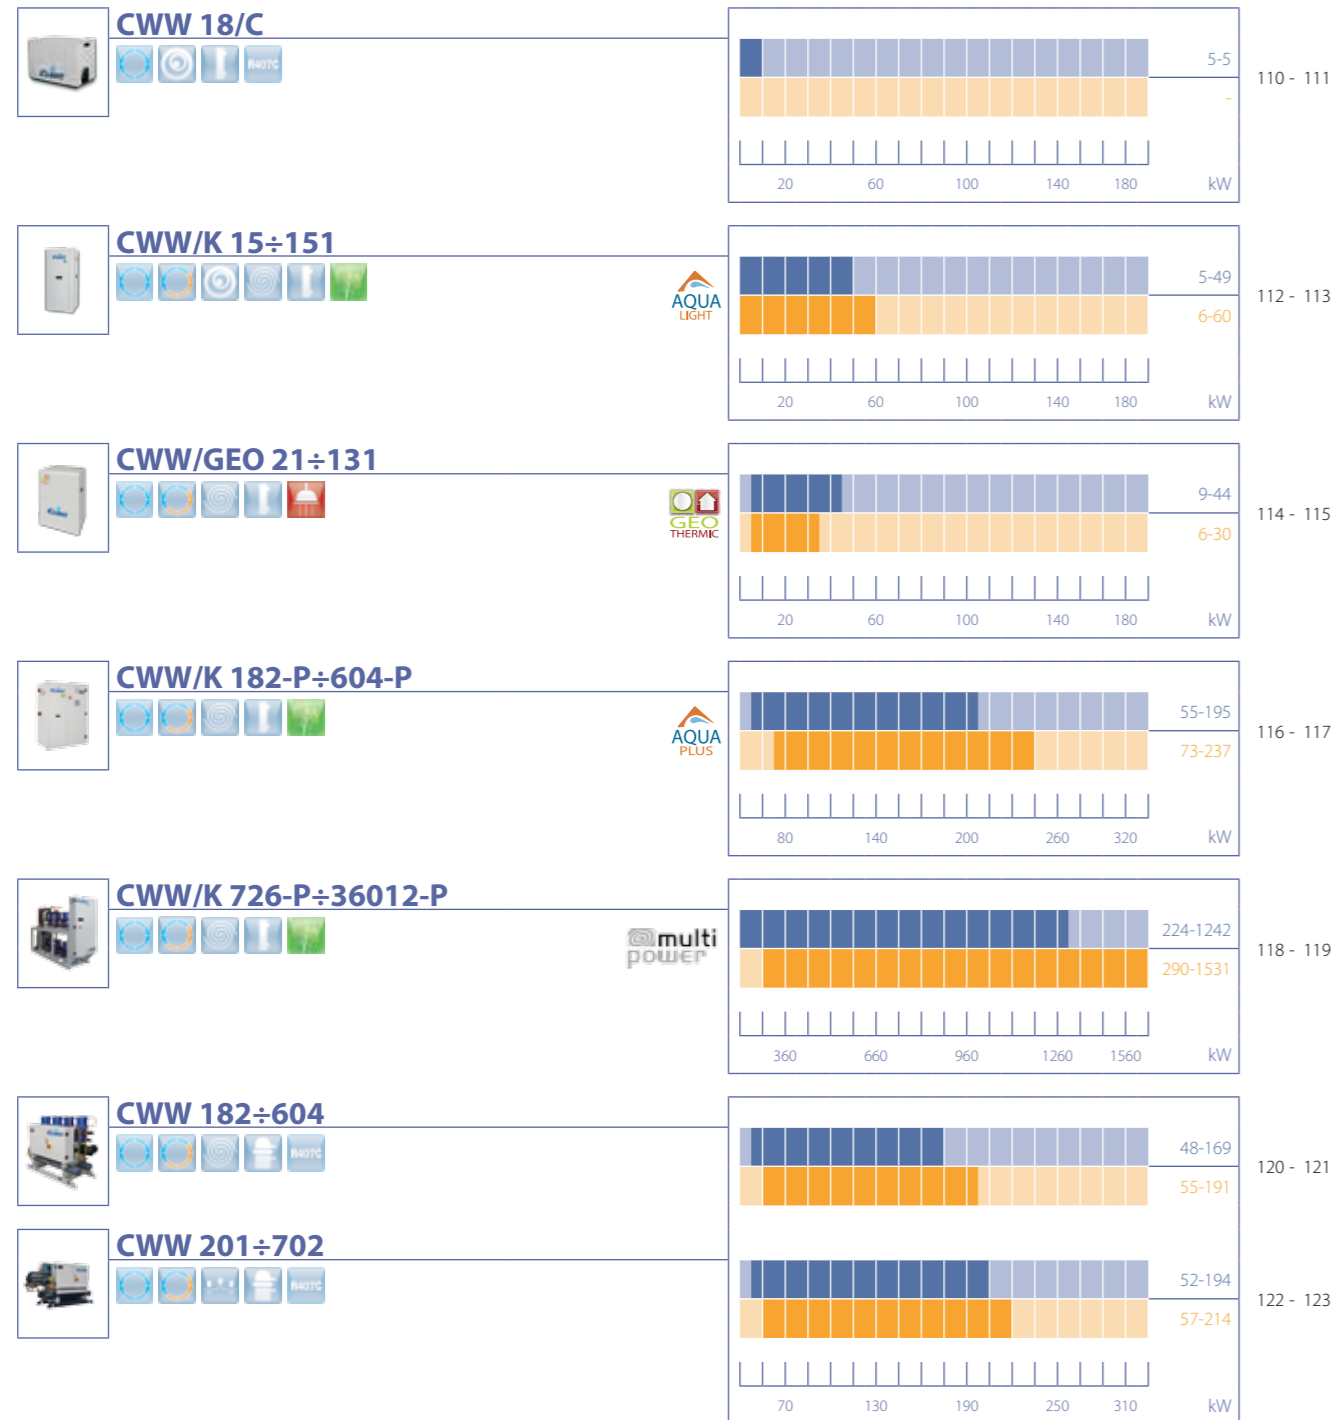 CWW 18/C
R407C
5-5
-
110 - 111
20 60 100 140 180 kW
CWW/K 15÷151
AQUA
LIGHT
5-49
6-60
112 - 113
20 60 100 140 180 kW
CWW/GEO 21÷131
GEO
THERMIC
9-44
6-30
114 - 115
20 60 100 140 180 kW
CWW/K 182-P÷604-P
AQUA
PLUS
55-195
73-237
116 - 117
80 140 200 260 320 kW
CWW/K 726-P÷36012-P
multi
power
224-1242
290-1531
118 - 119
360 660 960 1260 1560 kW
CWW 182÷604
R407C
48-169
55-191
120 - 121
CWW 201÷702
R407C
52-194
57-214
122 - 123
70 130 190 250 310 kW